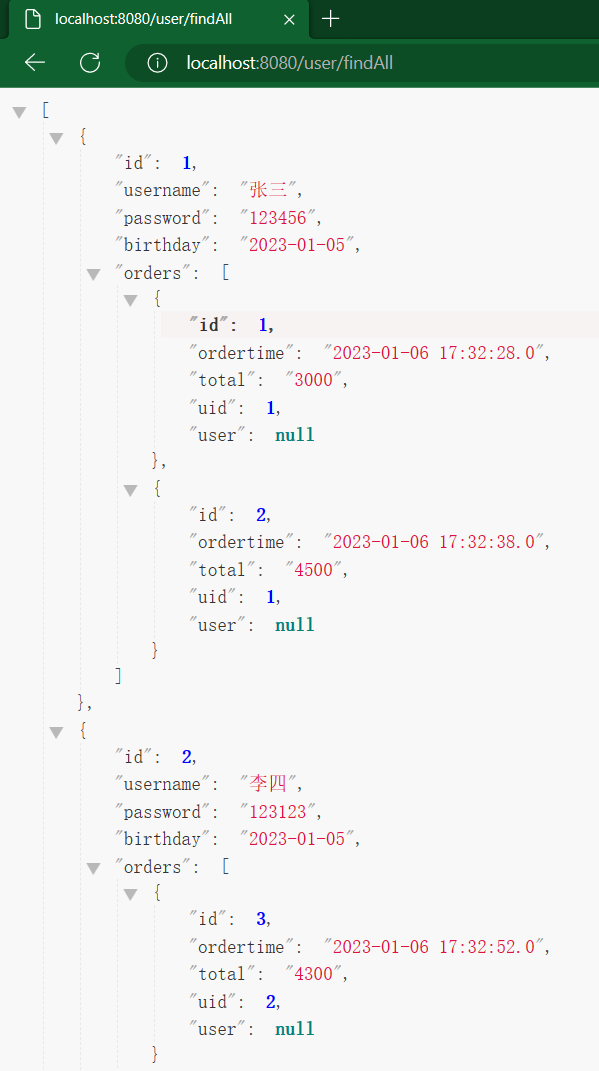 localhost:8080/user/findAll
localhost:8080/user/findAll
[
{
"id": 1,
"username": "张三",
"password": "123456",
"birthday": "2023-01-05",
"orders": [
{
"id": 1,
"ordertime": "2023-01-06 17:32:28.0",
"total": "3000",
"uid": 1,
"user": null
},
{
"id": 2,
"ordertime": "2023-01-06 17:32:38.0",
"total": "4500",
"uid": 1,
"user": null
}
]
},
{
"id": 2,
"username": "李四",
"password": "123123",
"birthday": "2023-01-05",
"orders": [
{
"id": 3,
"ordertime": "2023-01-06 17:32:52.0",
"total": "4300",
"uid": 2,
"user": null
}